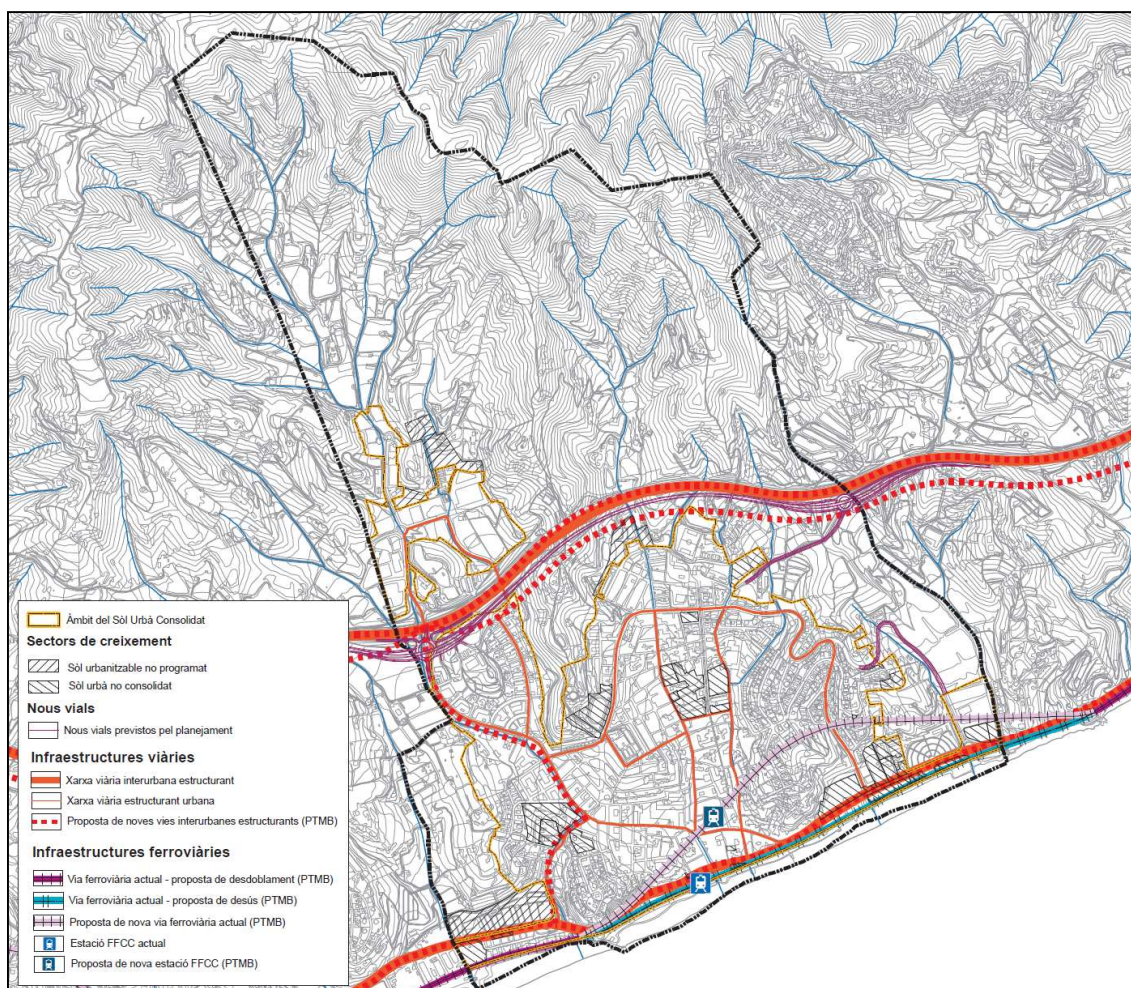 Àmbit del Sòl Urbà Consolidat
Sectors de creixement
Sòl urbanitzable no programat
Sòl urbà no consolidat
Nous vials
Nous vials previstos pel planejament
Infraestructures viàries
Xarxa viària interurbana estructurant
Xarxa viària estructurant urbana
Proposta de noves vies interurbanes estructurants (PTMB)
Infraestructures ferroviàries
Via ferroviària actual - proposta de desdoblament (PTMB)
Via ferroviària actual - proposta de desús (PTMB)
Proposta de nova via ferroviària actual (PTMB)
Estació FFCC actual
Proposta de nova estació FFCC (PTMB)